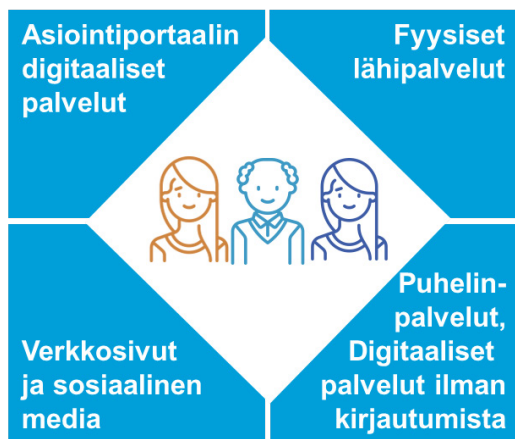 Asiointiportaalin
digitaaliset
palvelut
Fyysiset
lähipalvelut
Verkkosivut
ja sosiaalinen
media
Puhelin-
palvelut,
Digitaaliset
palvelut ilman
kirjautumista